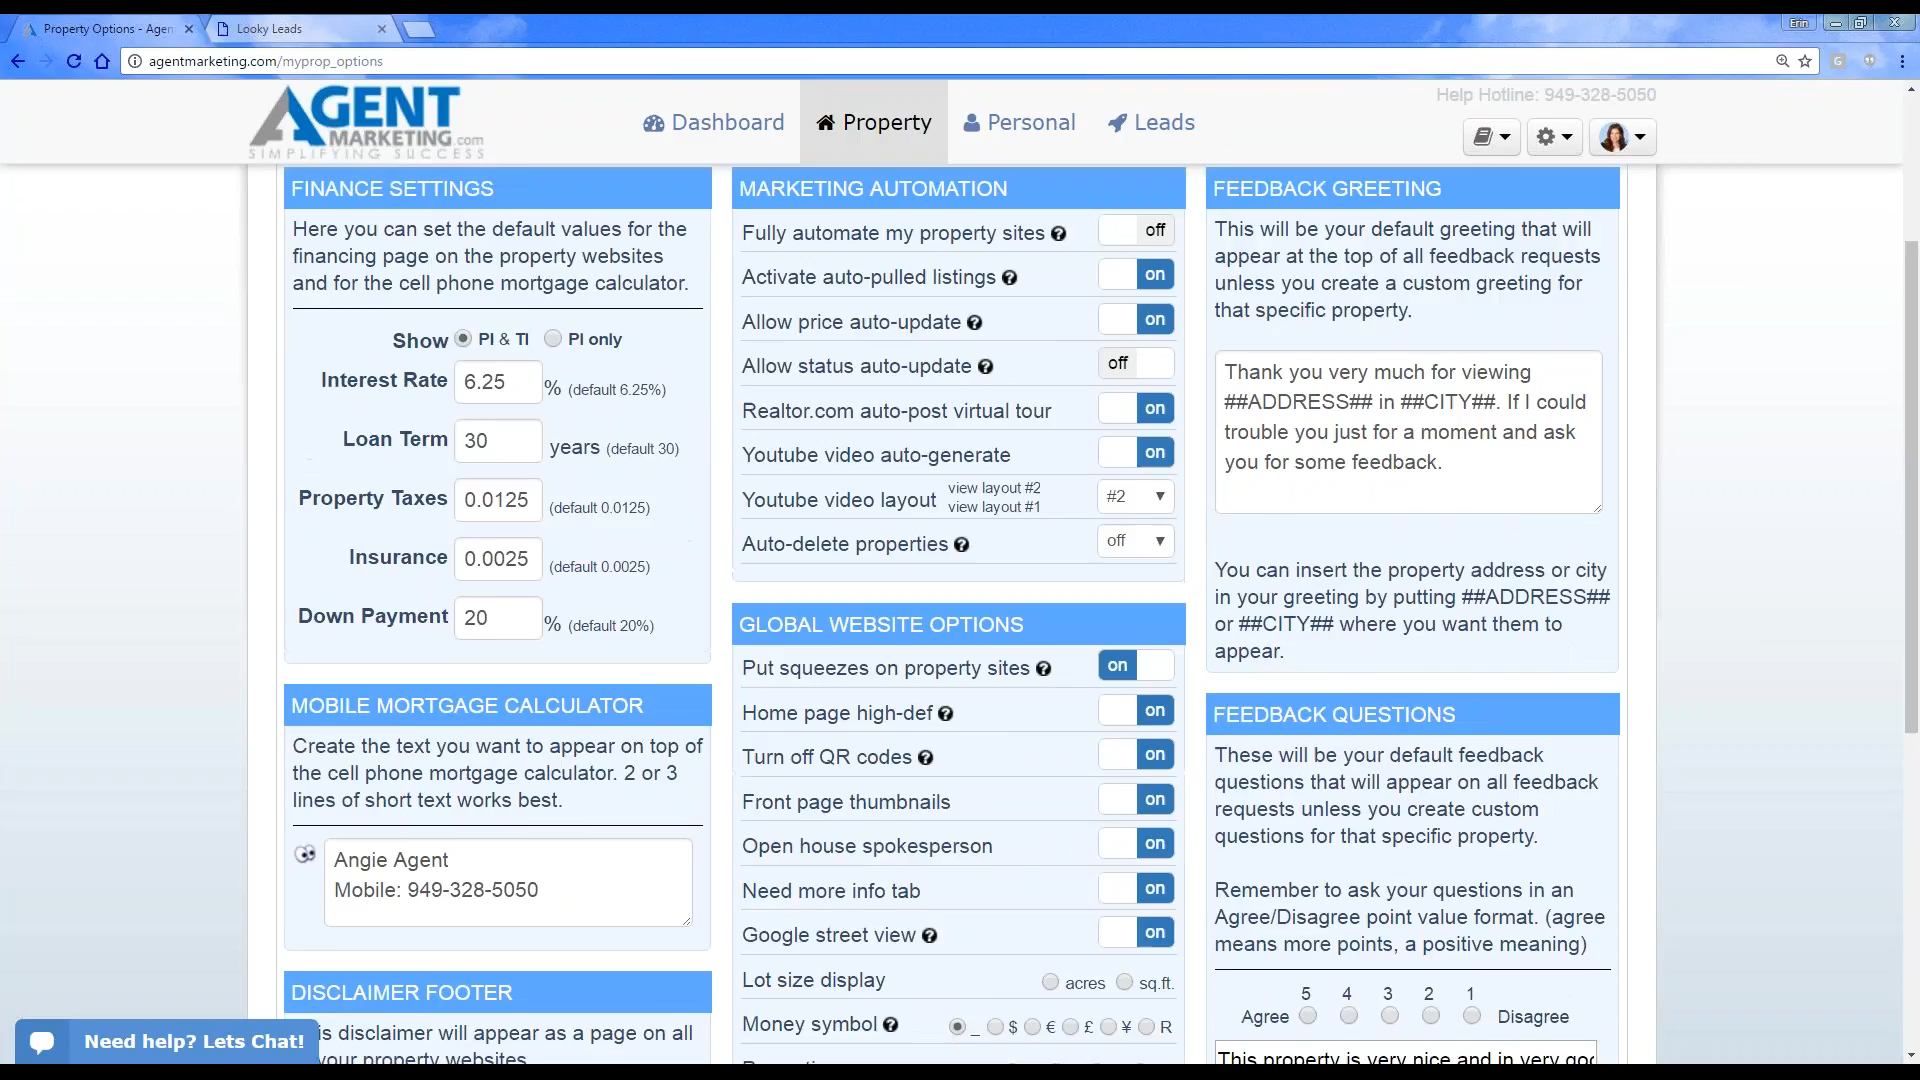 Property Options - Agen
Looky Leads
Erin
agentmarketing.com/myprop_options
Help Hotline: 949-328-5050
AGENT
MARKETING.com
SIMPLIFYING SUCCESS
Dashboard
Property
Personal
Leads
FINANCE SETTINGS
Here you can set the default values for the
financing page on the property websites
and for the cell phone mortgage calculator.
Show PI & TI PI only
Interest Rate 6.25 % (default 6.25%)
Loan Term 30 years (default 30)
Property Taxes 0.0125 (default 0.0125)
Insurance 0.0025 (default 0.0025)
Down Payment 20 % (default 20%)
MOBILE MORTGAGE CALCULATOR
Create the text you want to appear on top of
the cell phone mortgage calculator. 2 or 3
lines of short text works best.
Angie Agent
Mobile: 949-328-5050
DISCLAIMER FOOTER
is disclaimer will appear as a page on all
your property websites
Need help? Lets Chat!
MARKETING AUTOMATION
Fully automate my property sites ? off
Activate auto-pulled listings ? on
Allow price auto-update ? on
Allow status auto-update ? off
Realtor.com auto-post virtual tour on
Youtube video auto-generate on
Youtube video layout view layout #2 #2
view layout #1
Auto-delete properties ? off
GLOBAL WEBSITE OPTIONS
Put squeezes on property sites ? on
Home page high-def ? on
Turn off QR codes ? on
Front page thumbnails on
Open house spokesperson on
Need more info tab on
Google street view ? on
Lot size display acres sq.ft.
Money symbol ? _ $ € £ ¥ R
FEEDBACK GREETING
This will be your default greeting that will
appear at the top of all feedback requests
unless you create a custom greeting for
that specific property.
Thank you very much for viewing
##ADDRESS## in ##CITY##. If I could
trouble you just for a moment and ask
you for some feedback.
You can insert the property address or city
in your greeting by putting ##ADDRESS##
or ##CITY## where you want them to
appear.
FEEDBACK QUESTIONS
These will be your default feedback
questions that will appear on all feedback
requests unless you create custom
questions for that specific property.
Remember to ask your questions in an
Agree/Disagree point value format. (agree
means more points, a positive meaning)
5 4 3 2 1
Agree Disagree
This property is very nice and in very goo